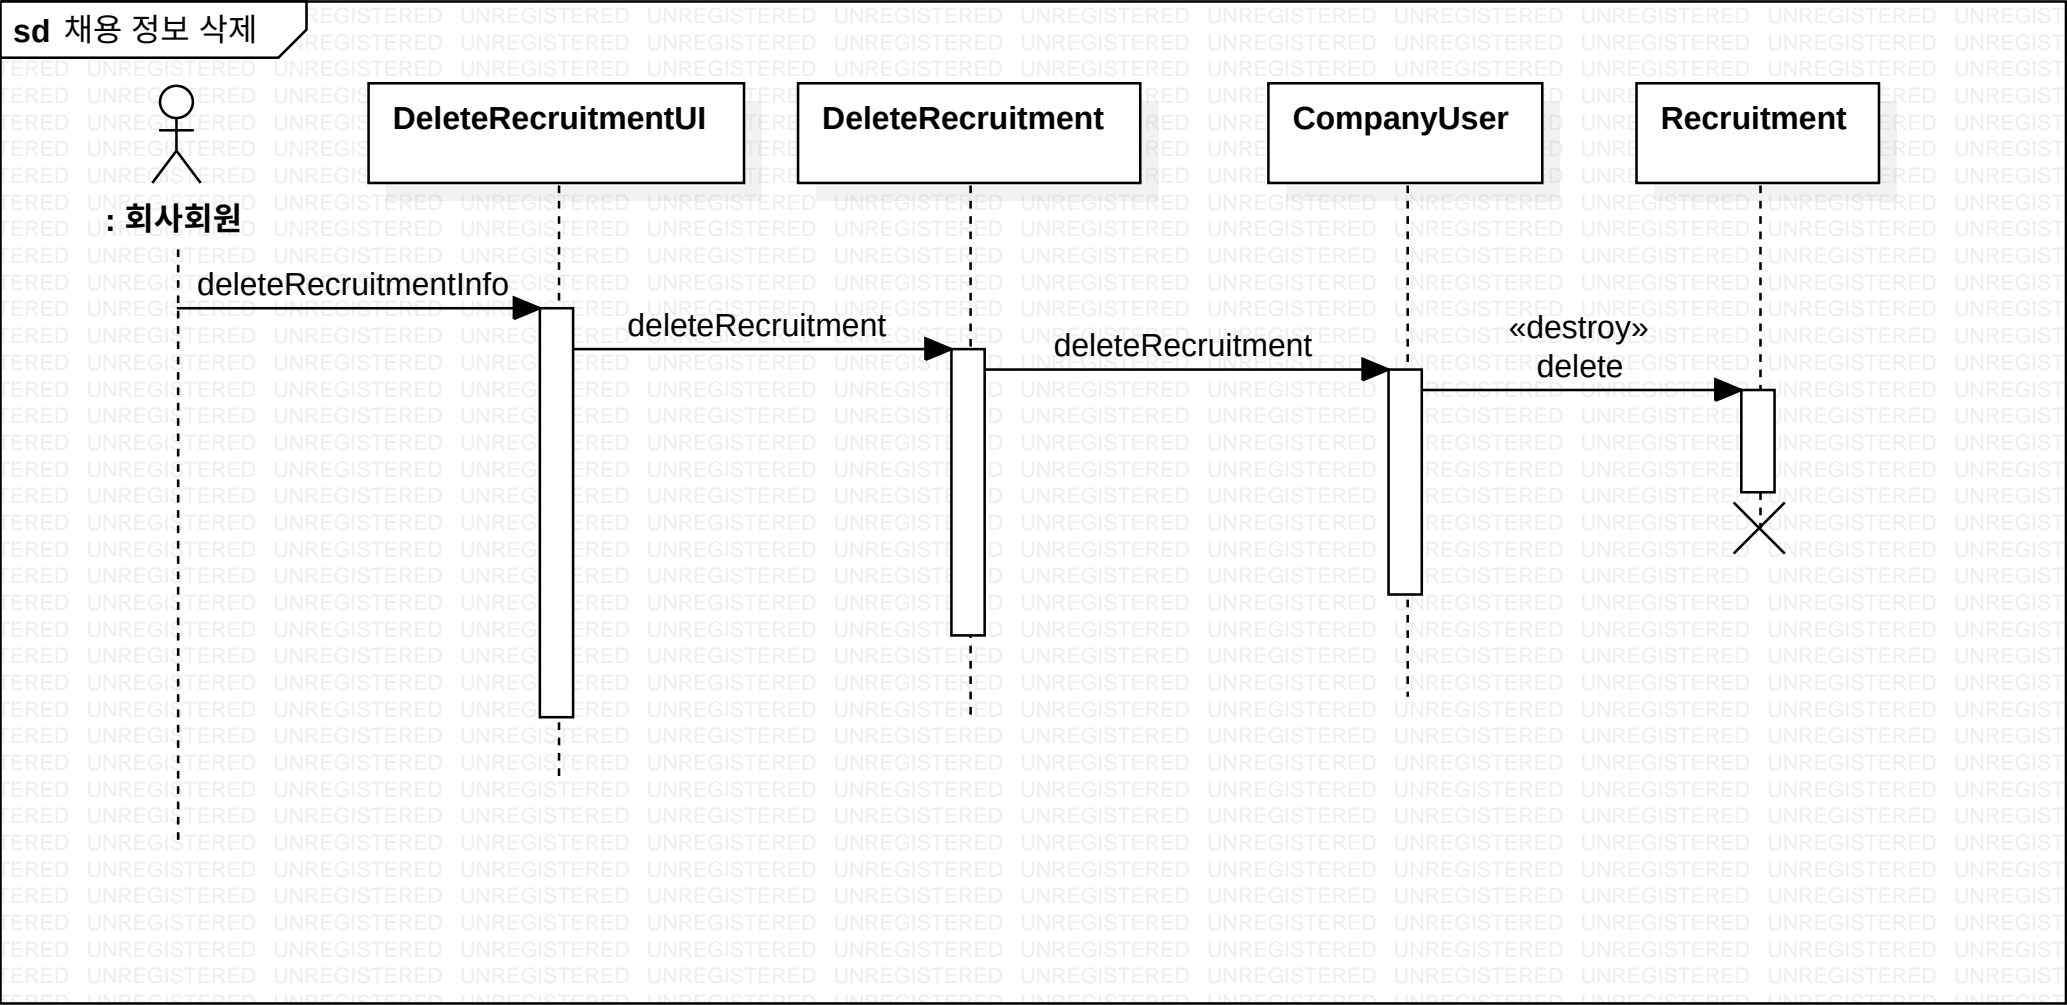 sd 채용 정보 삭제
DeleteRecruitmentUI
DeleteRecruitment
CompanyUser
Recruitment
: 회사회원
deleteRecruitmentInfo
deleteRecruitment
deleteRecruitment
«destroy»
delete
UNREGISTERED